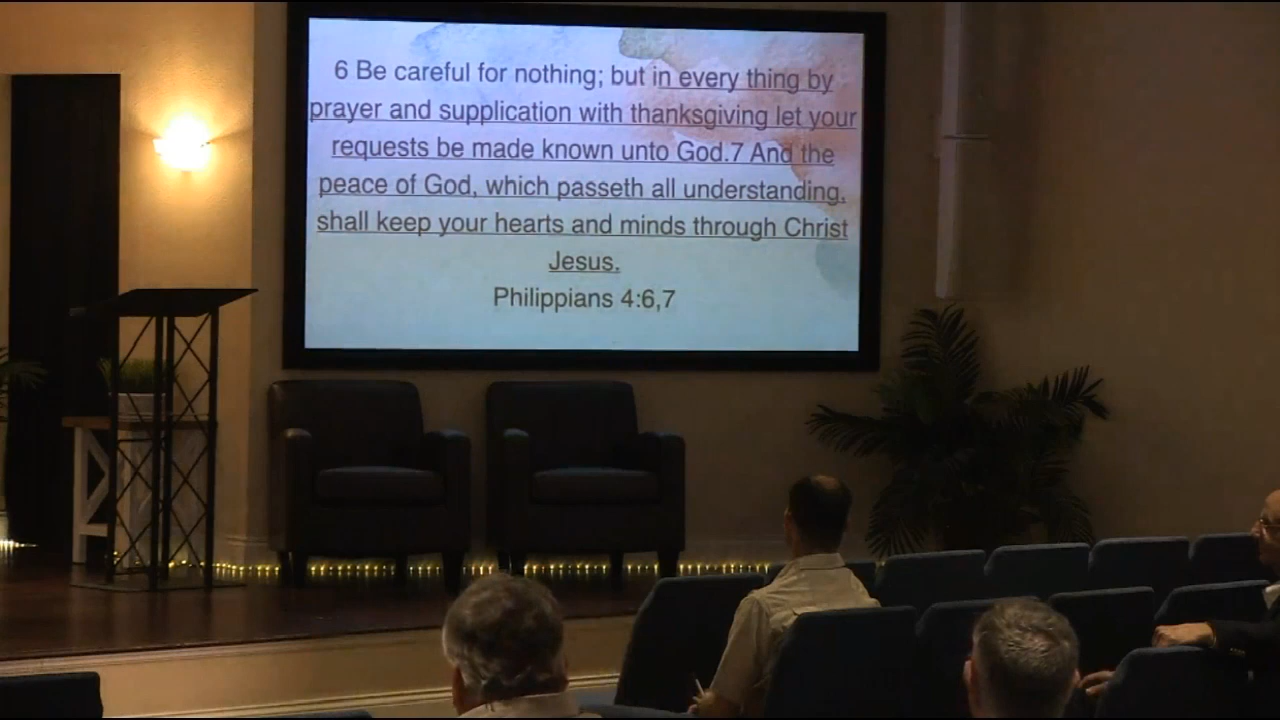 6 Be careful for nothing; but in every thing by
prayer and supplication with thanksgiving let your
requests be made known unto God.7 And the
peace of God, which passeth all understanding,
shall keep your hearts and minds through Christ
Jesus.
Philippians 4:6,7